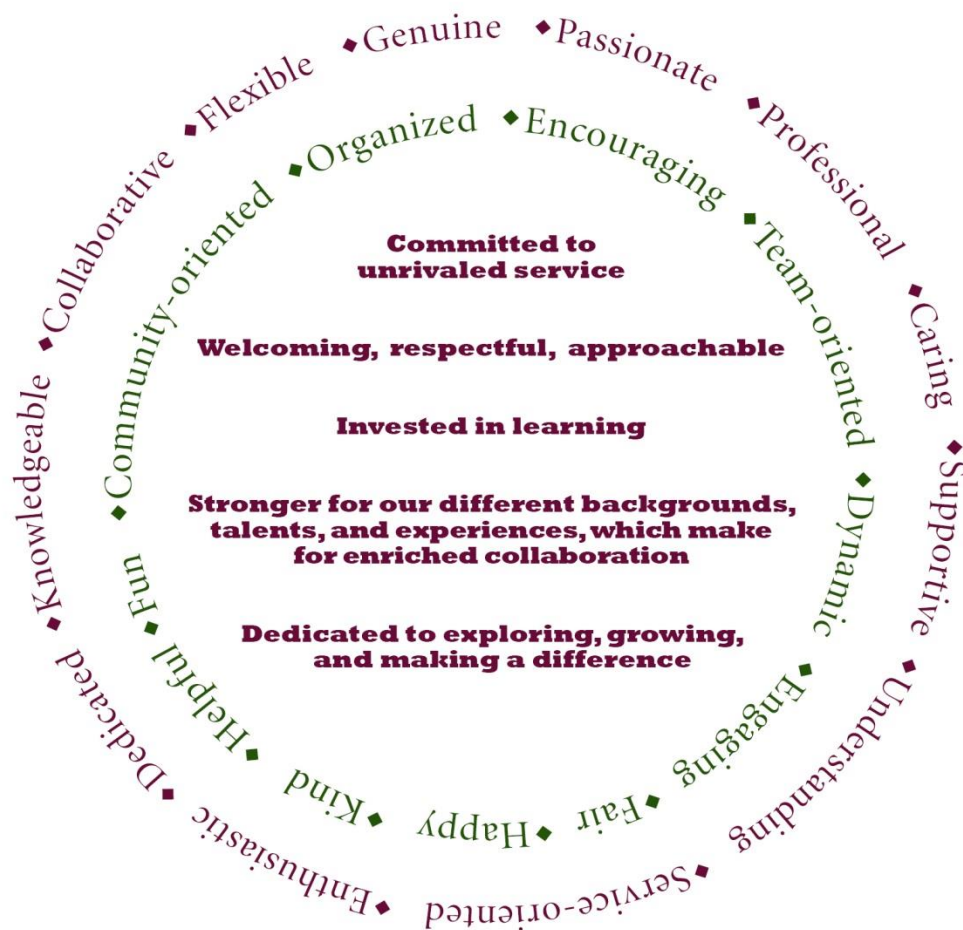 ◆Genuine ◆Passionate ◆Professional ◆Caring ◆Supportive ◆Understanding ◆Service-oriented ◆Enthusiastic ◆Dedicated ◆Knowledgeable ◆Collaborative ◆Flexible
◆Encouraging ◆Team-oriented ◆Dynamic ◆Engaging ◆Fair ◆Happy ◆Kind ◆Helpful ◆Fun ◆Community-oriented ◆Organized
Committed to
unrivaled service
Welcoming, respectful, approachable
Invested in learning
Stronger for our different backgrounds,
talents, and experiences, which make
for enriched collaboration
Dedicated to exploring, growing,
and making a difference